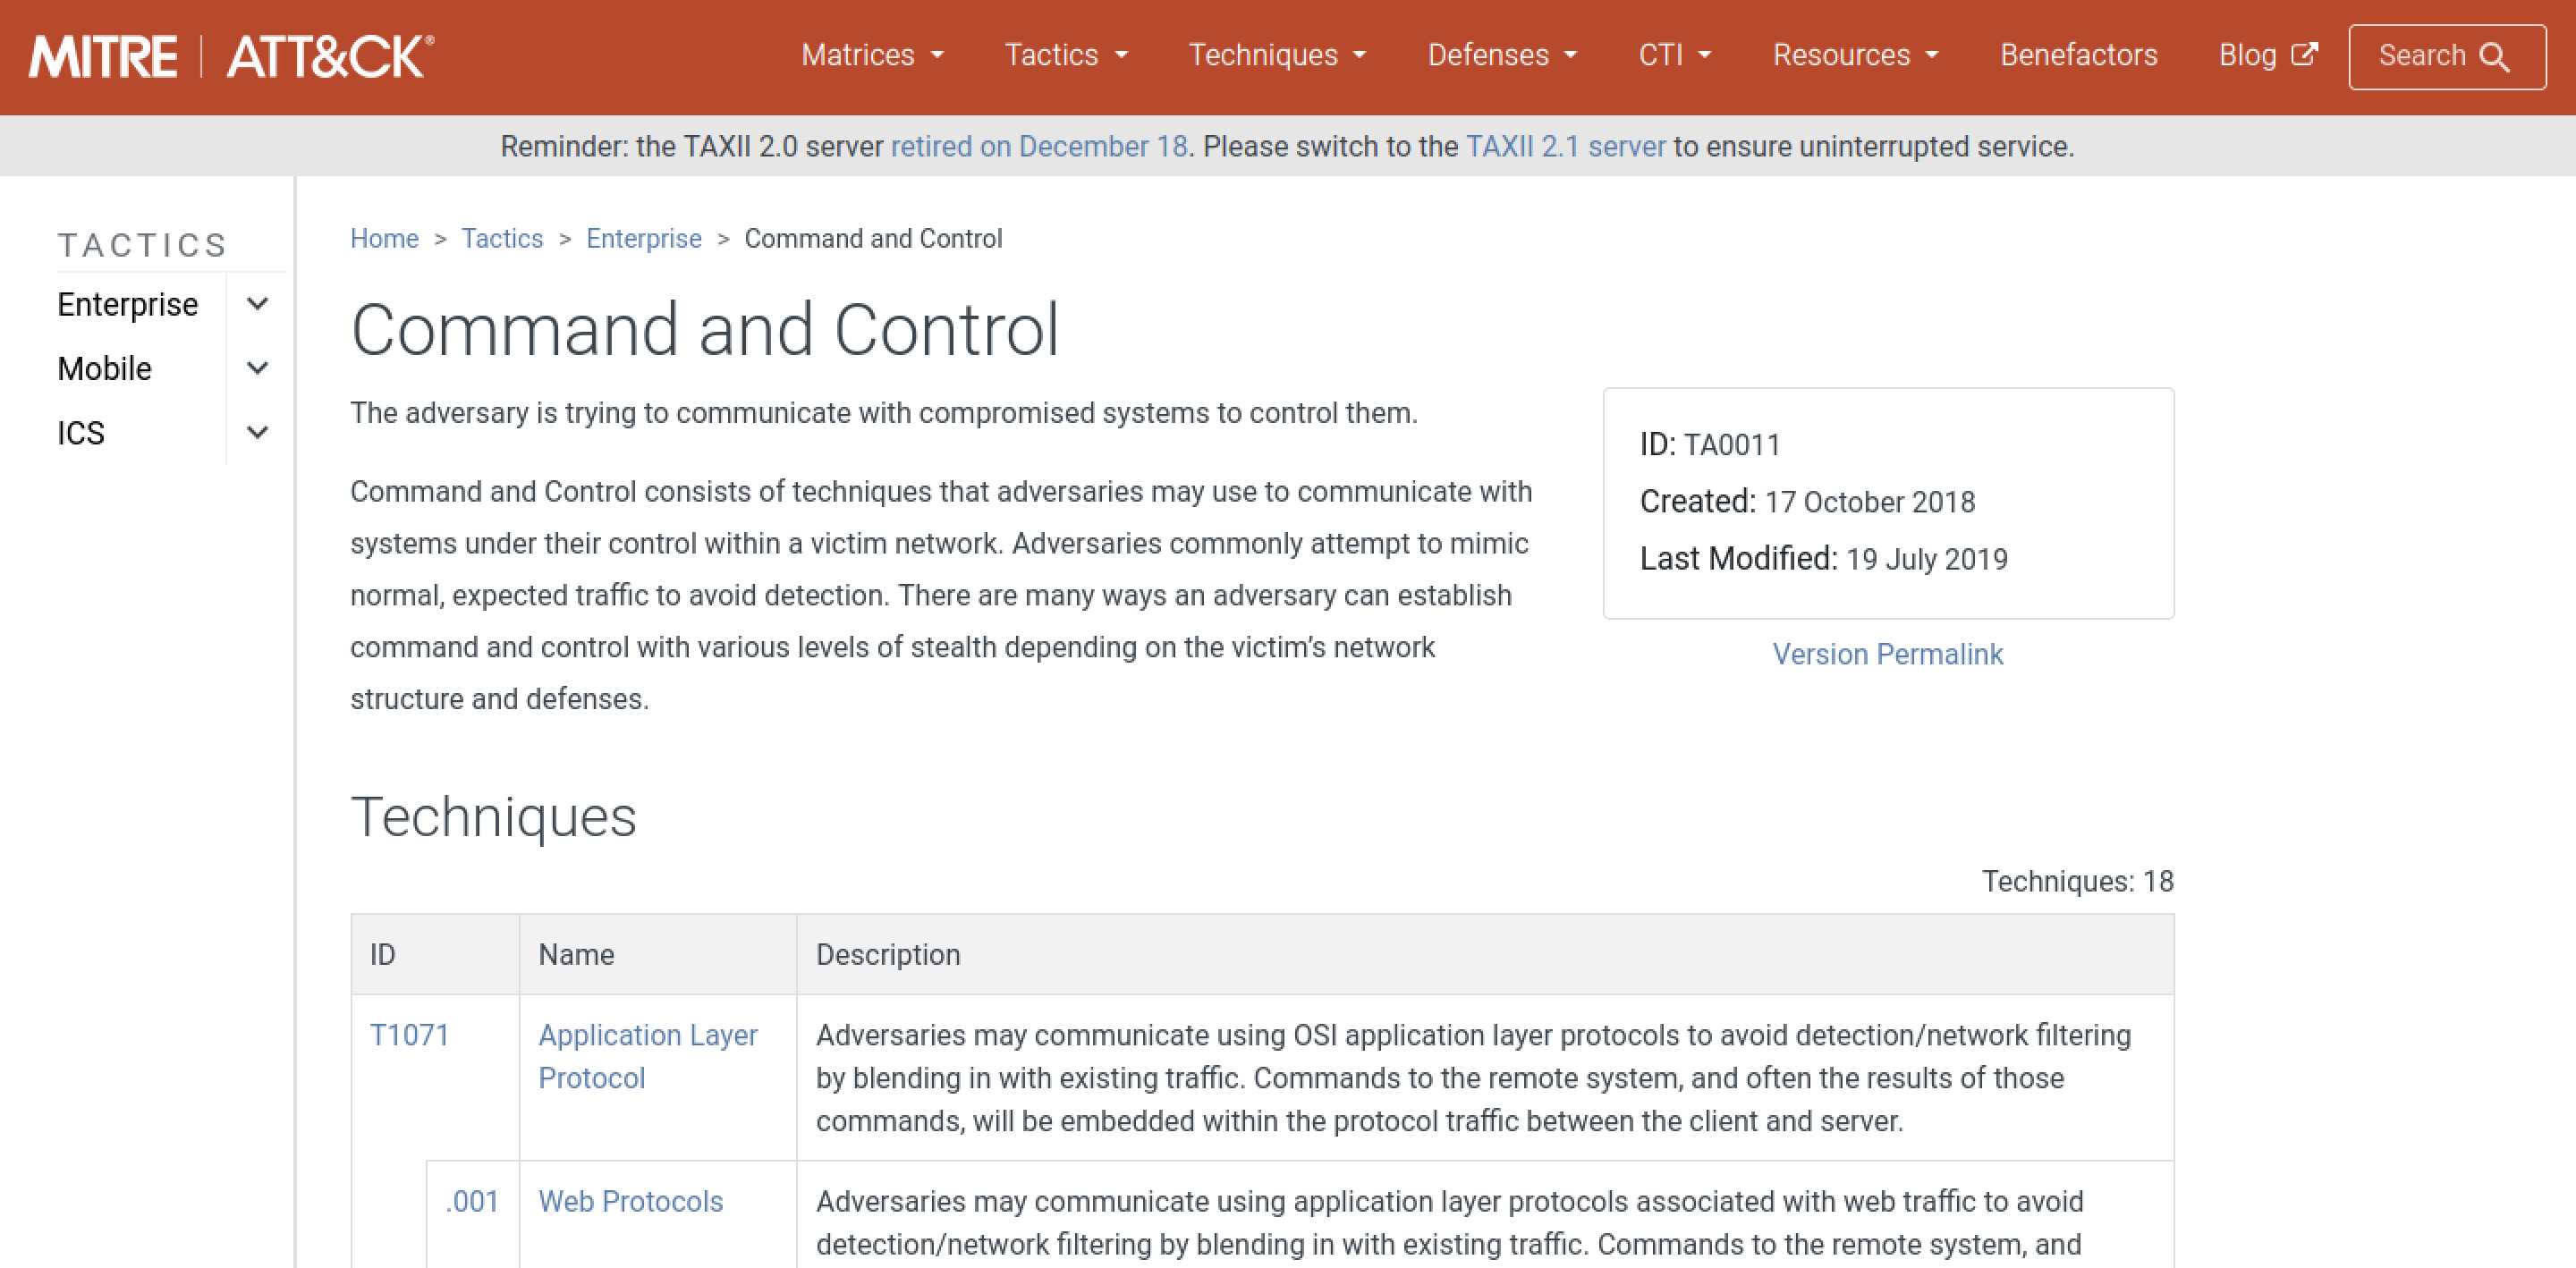 MITRE | ATT&CK®
Matrices Tactics Techniques Defenses CTI Resources Benefactors Blog Search
Reminder: the TAXII 2.0 server retired on December 18. Please switch to the TAXII 2.1 server to ensure uninterrupted service.
TACTICS
Enterprise
Mobile
ICS
Home > Tactics > Enterprise > Command and Control
Command and Control
The adversary is trying to communicate with compromised systems to control them.
Command and Control consists of techniques that adversaries may use to communicate with
systems under their control within a victim network. Adversaries commonly attempt to mimic
normal, expected traffic to avoid detection. There are many ways an adversary can establish
command and control with various levels of stealth depending on the victim’s network
structure and defenses.
ID: TA0011
Created: 17 October 2018
Last Modified: 19 July 2019
Version Permalink
Techniques
Techniques: 18
ID Name Description
T1071 Application Layer Adversaries may communicate using OSI application layer protocols to avoid detection/network filtering
Protocol by blending in with existing traffic. Commands to the remote system, and often the results of those
commands, will be embedded within the protocol traffic between the client and server.
.001 Web Protocols Adversaries may communicate using application layer protocols associated with web traffic to avoid
detection/network filtering by blending in with existing traffic. Commands to the remote system, and